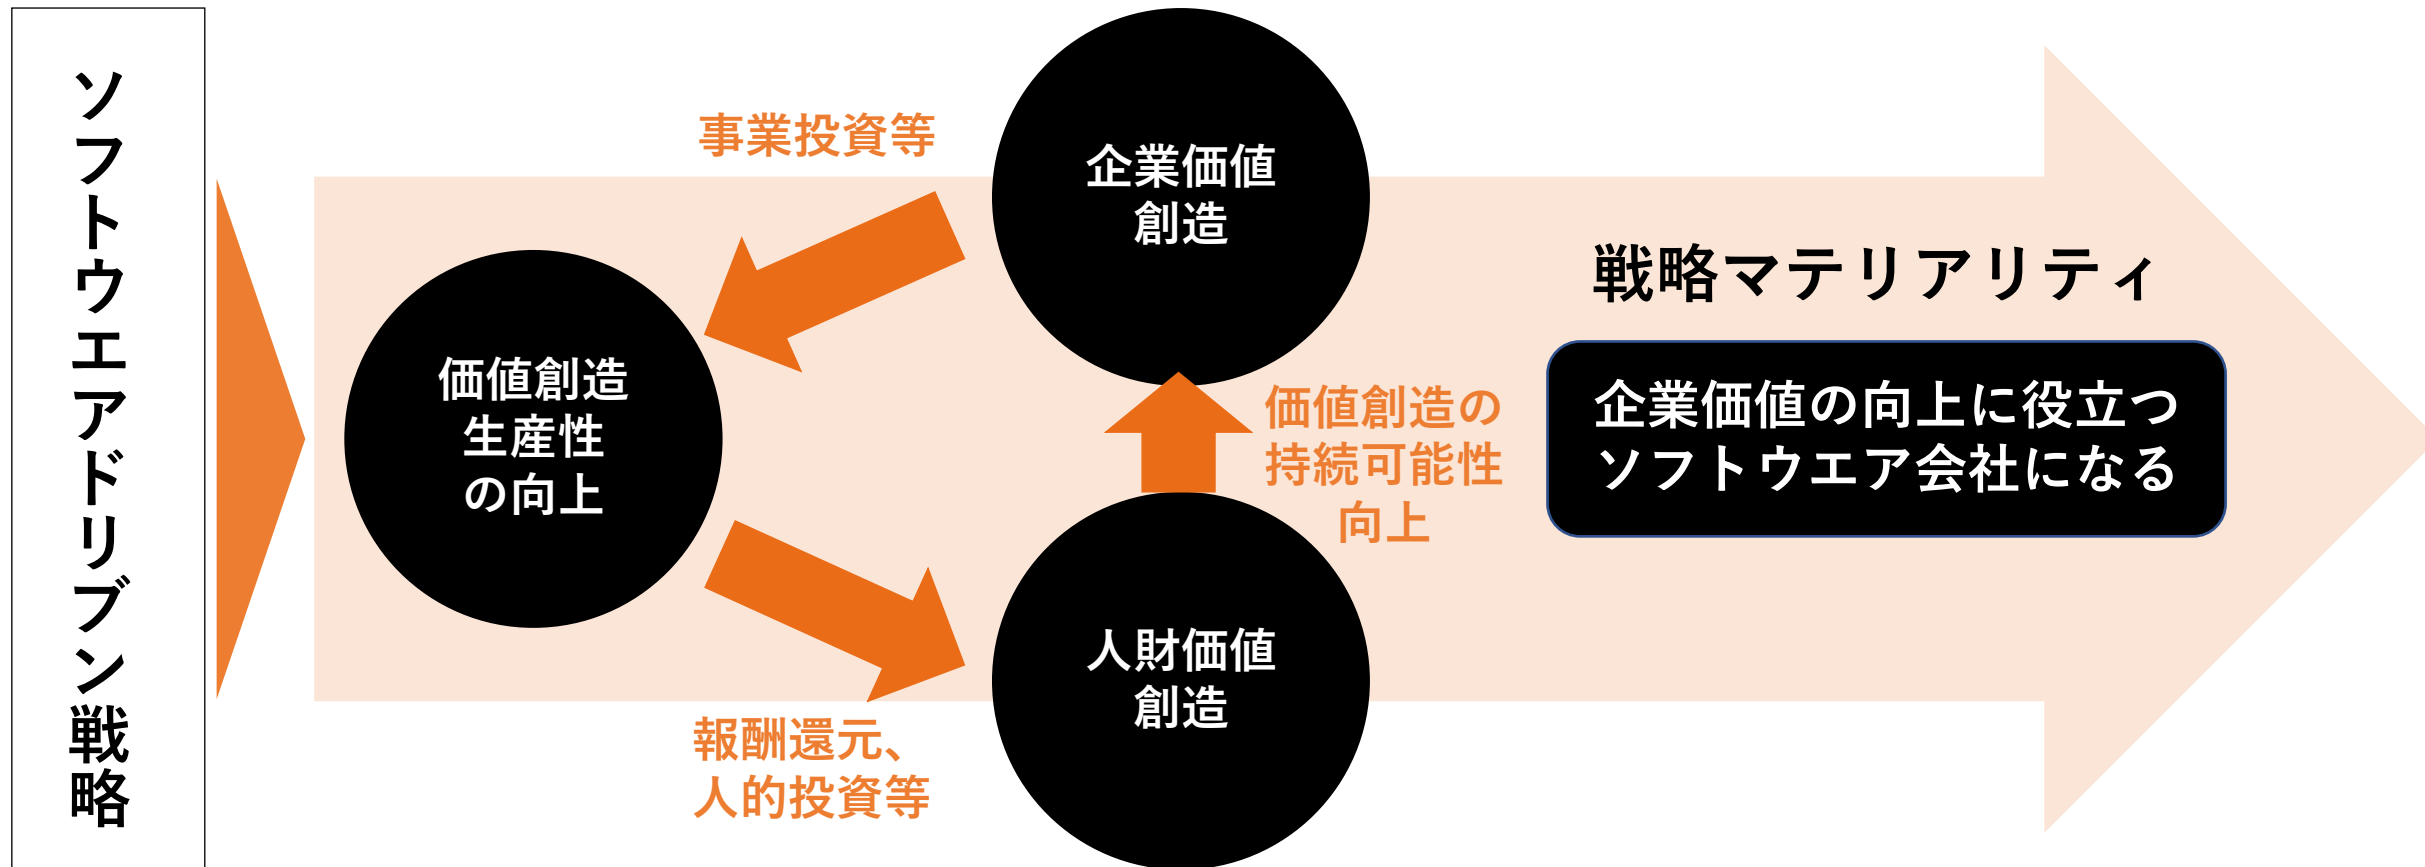 ソフトウエアドリブン戦略
事業投資等
企業価値
創造
価値創造
生産性
の向上
価値創造の
持続可能性
向上
人財価値
創造
報酬還元、
人的投資等
戦略マテリアリティ
企業価値の向上に役立つ
ソフトウエア会社になる